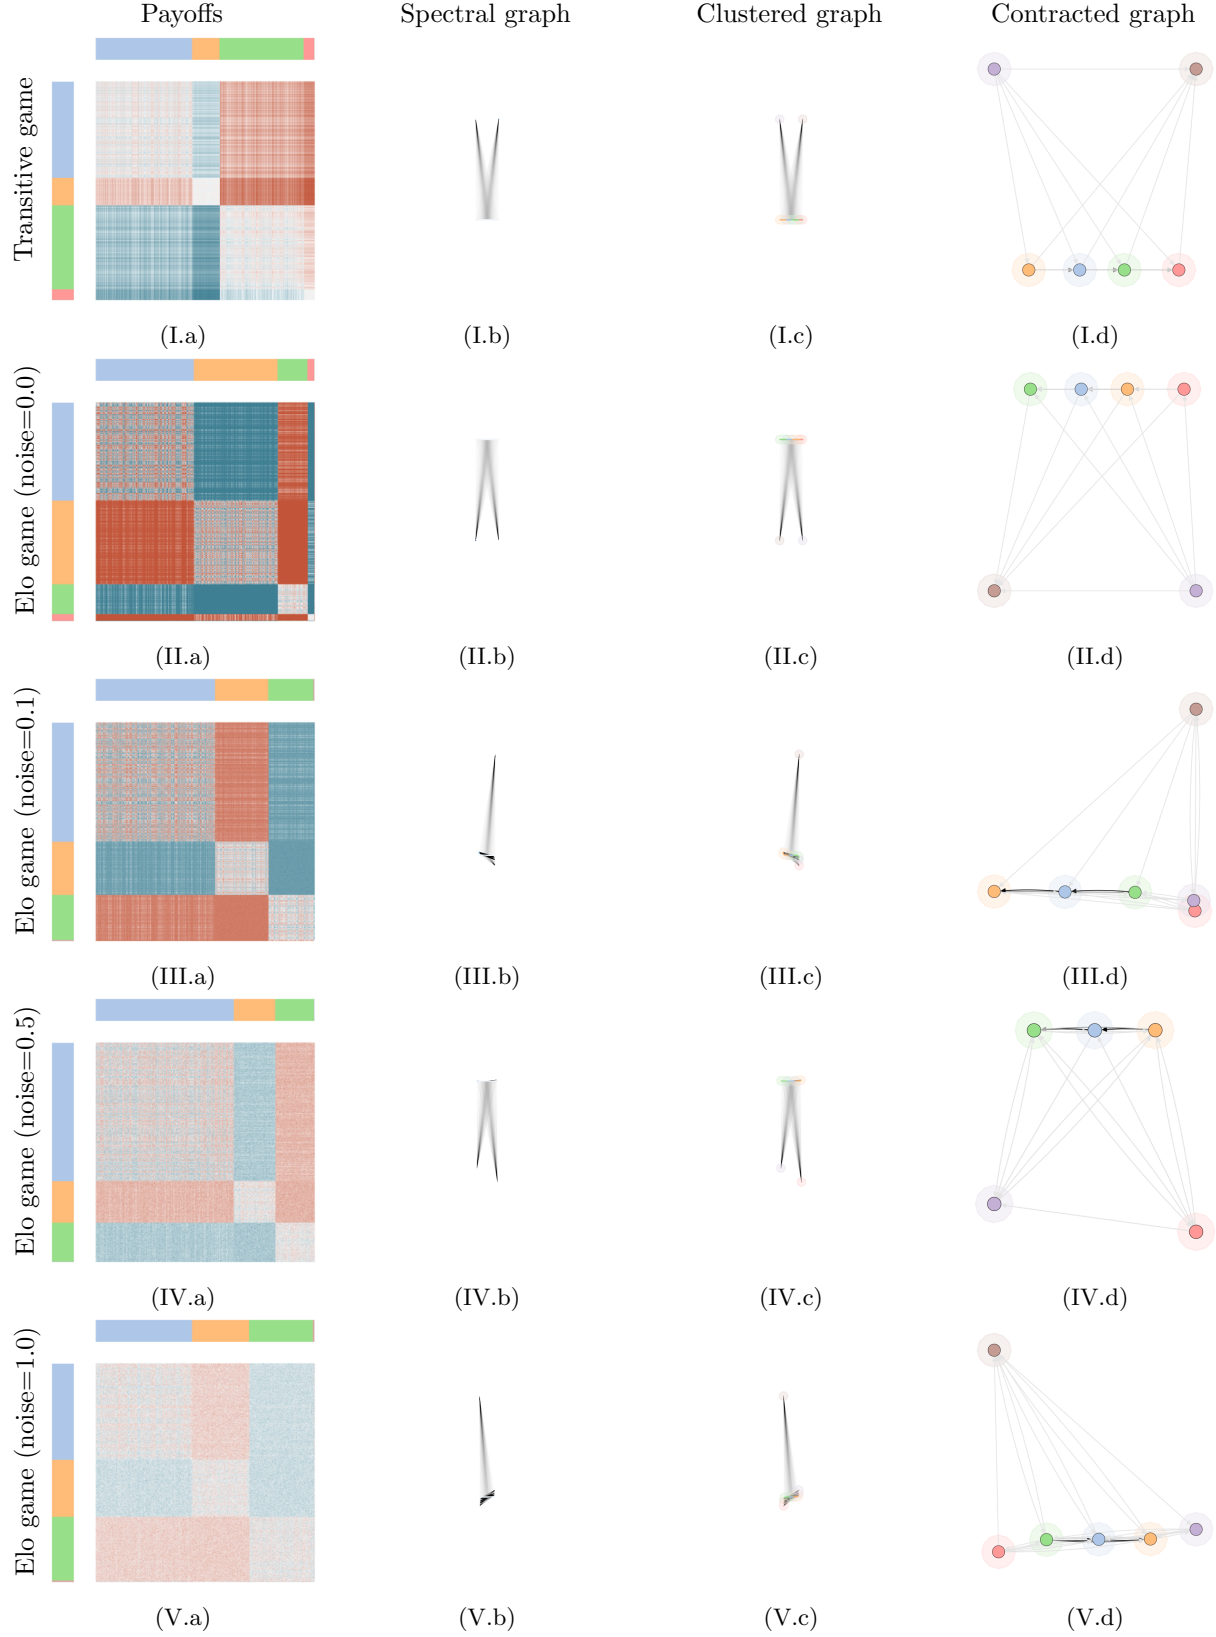 Payoffs Spectral graph Clustered graph Contracted graph
Transitive game
(I.a) (I.b) (I.c) (I.d)
Elo game (noise=0.0)
(II.a) (II.b) (II.c) (II.d)
Elo game (noise=0.1)
(III.a) (III.b) (III.c) (III.d)
Elo game (noise=0.5)
(IV.a) (IV.b) (IV.c) (IV.d)
Elo game (noise=1.0)
(V.a) (V.b) (V.c) (V.d)